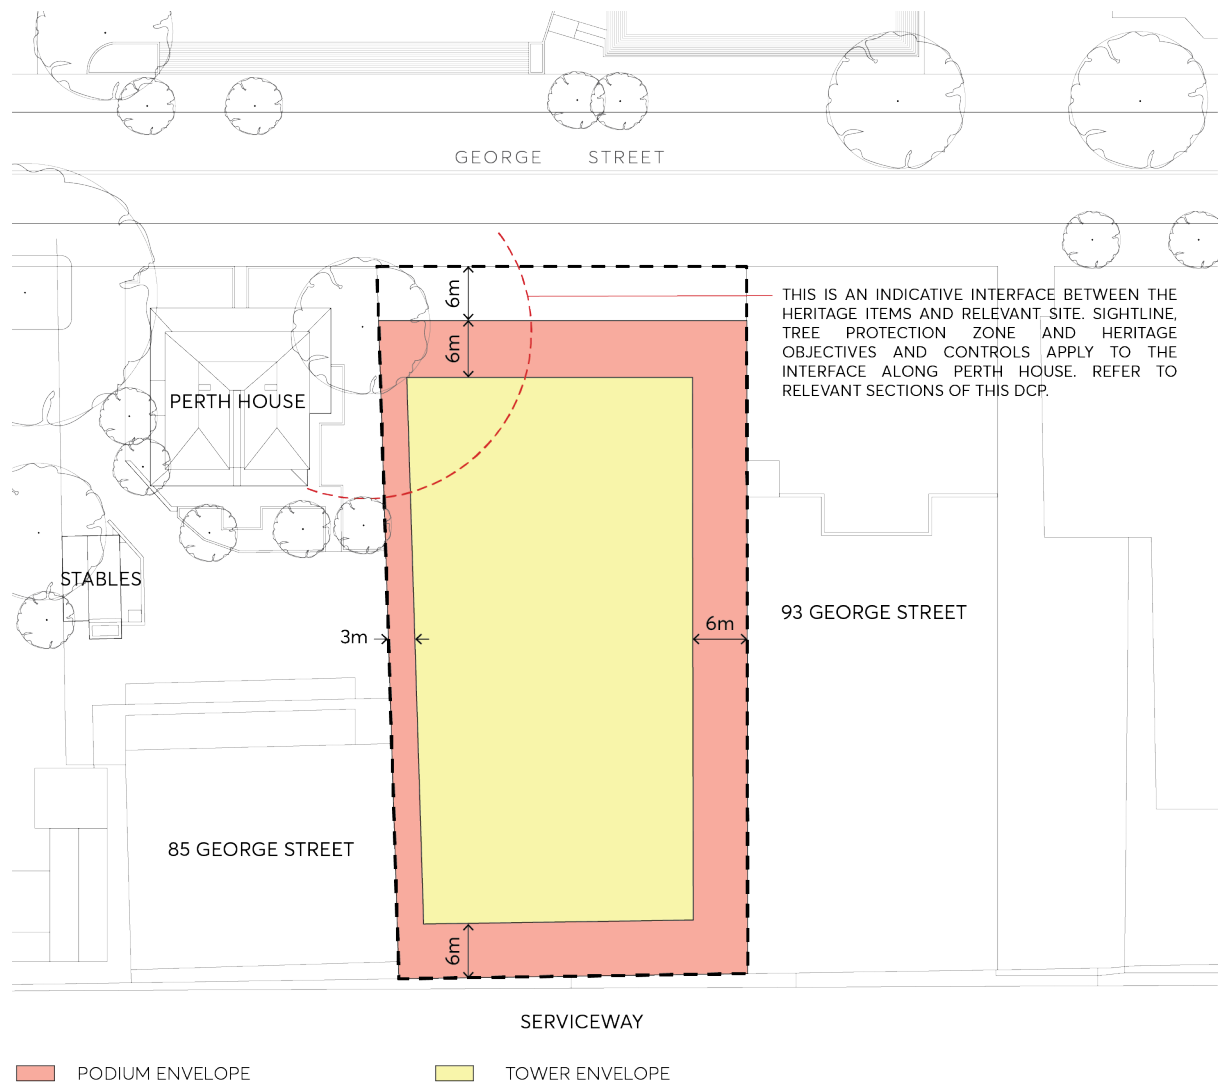 GEORGE STREET
6m
THIS IS AN INDICATIVE INTERFACE BETWEEN THE
HERITAGE ITEMS AND RELEVANT SITE. SIGHTLINE,
TREE PROTECTION ZONE AND HERITAGE
OBJECTIVES AND CONTROLS APPLY TO THE
INTERFACE ALONG PERTH HOUSE. REFER TO
RELEVANT SECTIONS OF THIS DCP.
6m
PERTH HOUSE
STABLES
93 GEORGE STREET
3m
6m
85 GEORGE STREET
6m
SERVICEWAY
PODIUM ENVELOPE
TOWER ENVELOPE